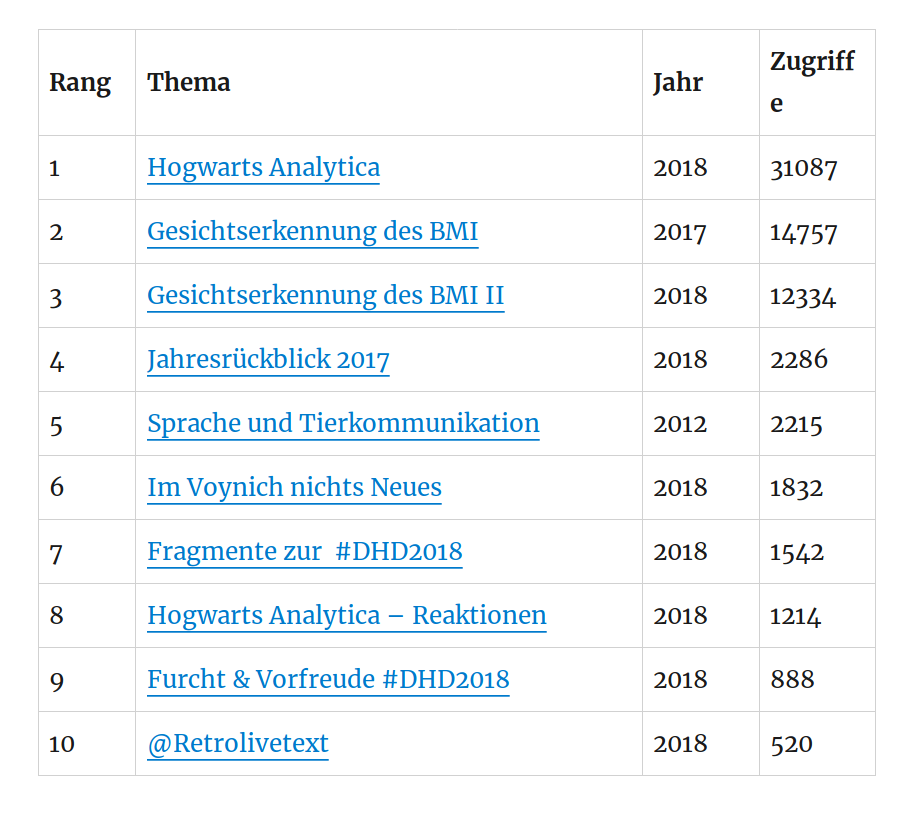 Rang Thema Jahr Zugriff
e
1 Hogwarts Analytica 2018 31087
2 Gesichtserkennung des BMI 2017 14757
3 Gesichtserkennung des BMI II 2018 12334
4 Jahresrückblick 2017 2018 2286
5 Sprache und Tierkommunikation 2012 2215
6 Im Voynich nichts Neues 2018 1832
7 Fragmente zur #DHD2018 2018 1542
8 Hogwarts Analytica – Reaktionen 2018 1214
9 Furcht & Vorfreude #DHD2018 2018 888
10 @Retrolivetext 2018 520